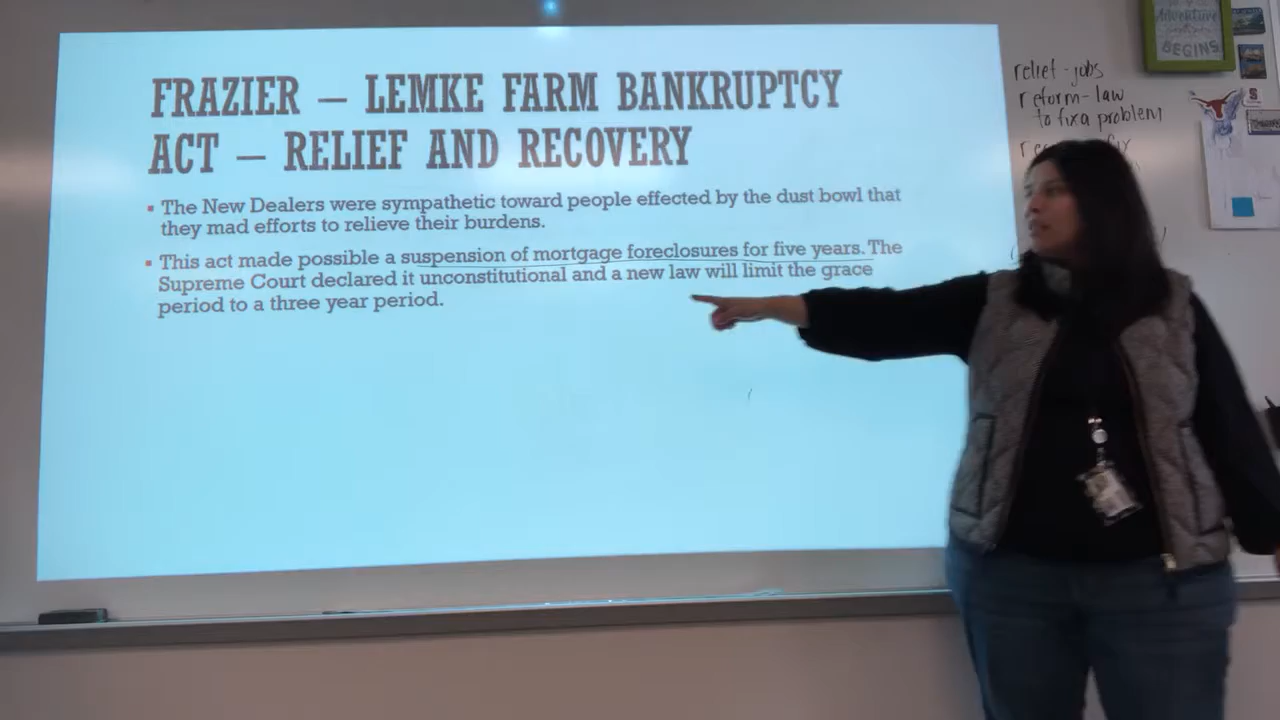 FRAZIER – LEMKE FARM BANKRUPTCY
ACT – RELIEF AND RECOVERY
The New Dealers were sympathetic toward people effected by the dust bowl that
they mad efforts to relieve their burdens.
This act made possible a suspension of mortgage foreclosures for five years. The
Supreme Court declared it unconstitutional and a new law will limit the grace
period to a three year period.
relief - jobs
reform - law
to fix a problem
Adventure
BEGINS